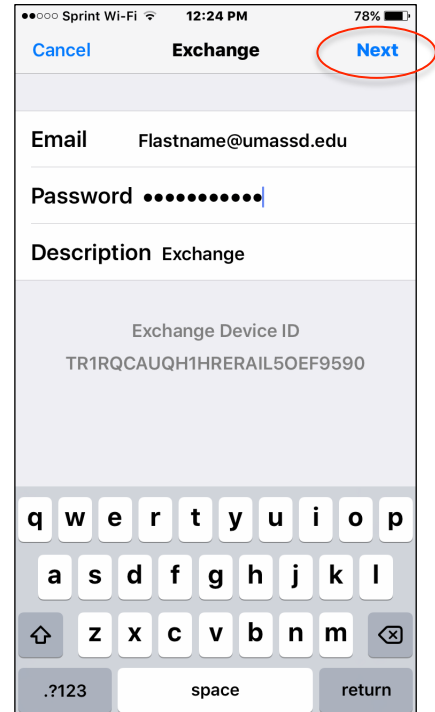 ●●○○○ Sprint Wi-Fi 12:24 PM 78%
Cancel Exchange Next
Email Flastname@umassd.edu
Password ●●●●●●●●●●●
Description Exchange
Exchange Device ID
TR1RQCAUQH1HRERAIL5OEF9590
q w e r t y u i o p
a s d f g h j k l
z x c v b n m
.?123 space return